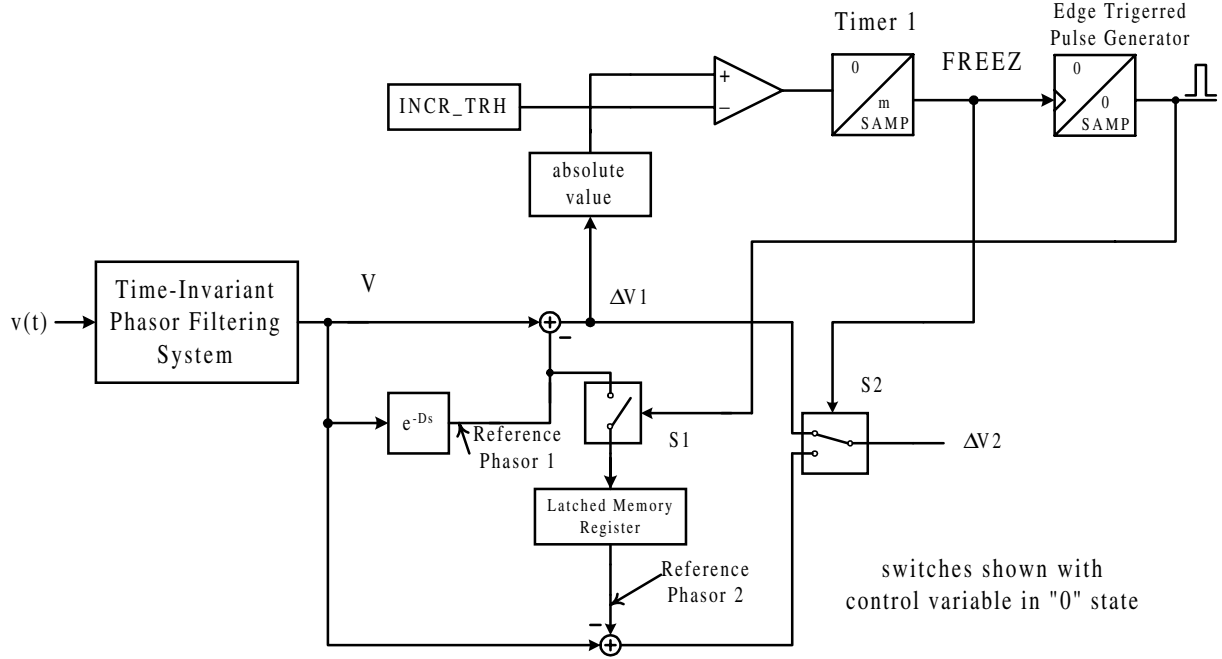 Timer 1
Edge Trigerred
Pulse Generator
FREEZ
0
m
SAMP
0
0
SAMP
+
−
INCR_TRH
absolute
value
V
ΔV1
v(t)
Time-Invariant
Phasor Filtering
System
+
−
S2
e-Ds
Reference
Phasor 1
S1
ΔV2
Latched Memory
Register
Reference
Phasor 2
switches shown with
control variable in "0" state
−
+